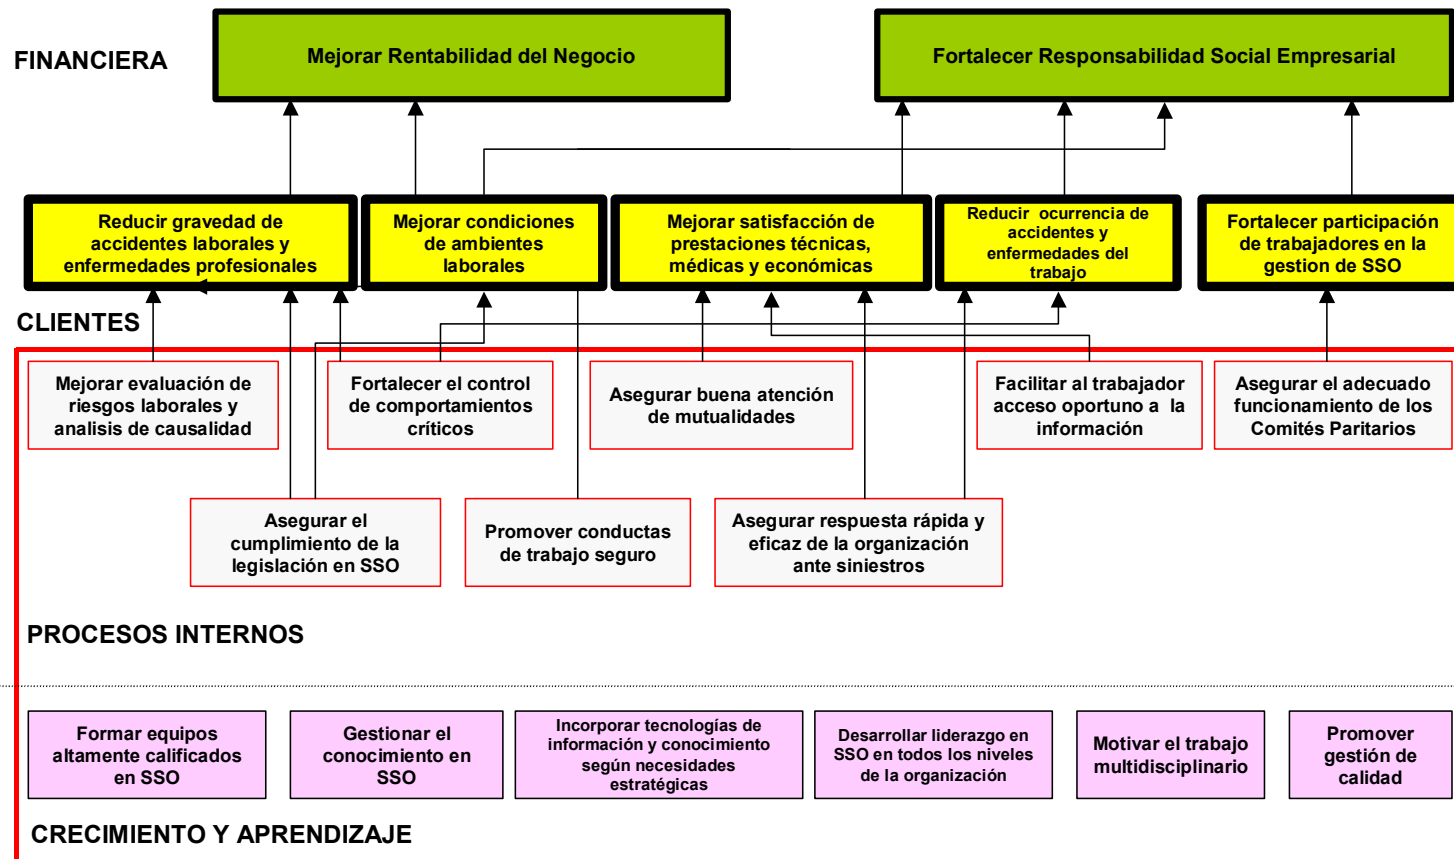 FINANCIERA
Mejorar Rentabilidad del Negocio
Fortalecer Responsabilidad Social Empresarial
Reducir gravedad de
accidentes laborales y
enfermedades profesionales
Mejorar condiciones
de ambientes
laborales
Mejorar satisfacción de
prestaciones técnicas,
médicas y económicas
Reducir ocurrencia de
accidentes y
enfermedades del
trabajo
Fortalecer participación
de trabajadores en la
gestion de SSO
CLIENTES
Mejorar evaluación de
riesgos laborales y
analisis de causalidad
Fortalecer el control
de comportamientos
críticos
Asegurar buena atención
de mutualidades
Facilitar al trabajador
acceso oportuno a la
información
Asegurar el adecuado
funcionamiento de los
Comités Paritarios
Asegurar el
cumplimiento de la
legislación en SSO
Promover conductas
de trabajo seguro
Asegurar respuesta rápida y
eficaz de la organización
ante siniestros
PROCESOS INTERNOS
Formar equipos
altamente calificados
en SSO
Gestionar el
conocimiento en
SSO
Incorporar tecnologías de
información y conocimiento
según necesidades
estratégicas
Desarrollar liderazgo en
SSO en todos los niveles
de la organización
Motivar el trabajo
multidisciplinario
Promover
gestión de
calidad
CRECIMIENTO Y APRENDIZAJE